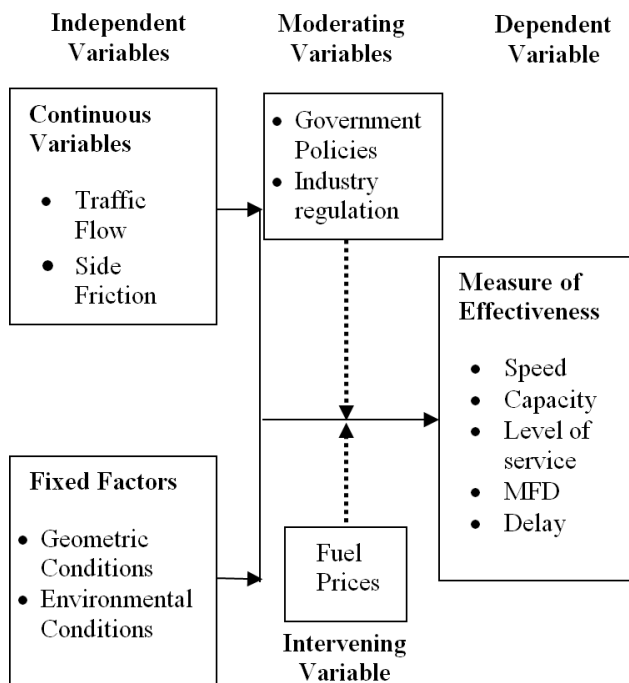 Independent
Variables
Moderating
Variables
Dependent
Variable
Continuous
Variables
• Traffic
Flow
• Side
Friction
• Government
Policies
• Industry
regulation
Measure of
Effectiveness
• Speed
• Capacity
• Level of
service
• MFD
• Delay
Fixed Factors
• Geometric
Conditions
• Environmental
Conditions
Fuel
Prices
Intervening
Variable